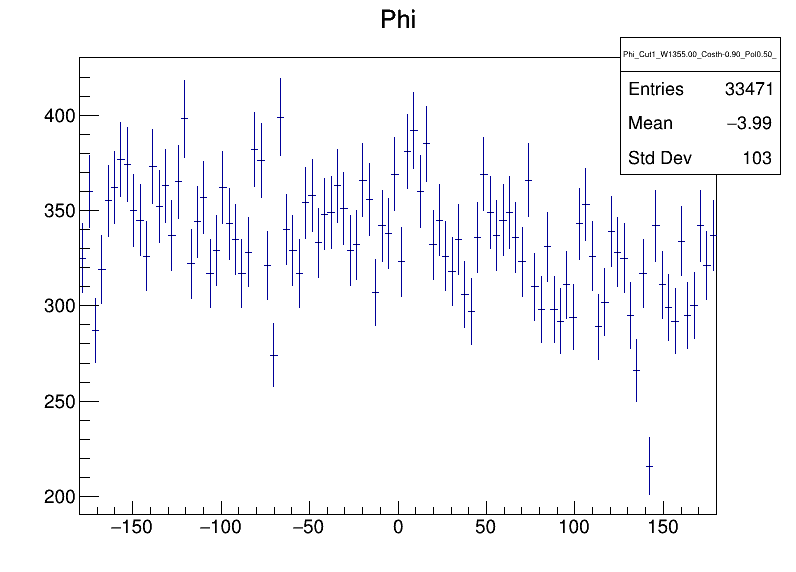 Phi
Phi_Cut1_W1355.00_Costh-0.90_Pol0.50_
Entries 33471
Mean −3.99
Std Dev 103
400
350
300
250
200
−150 −100 −50 0 50 100 150